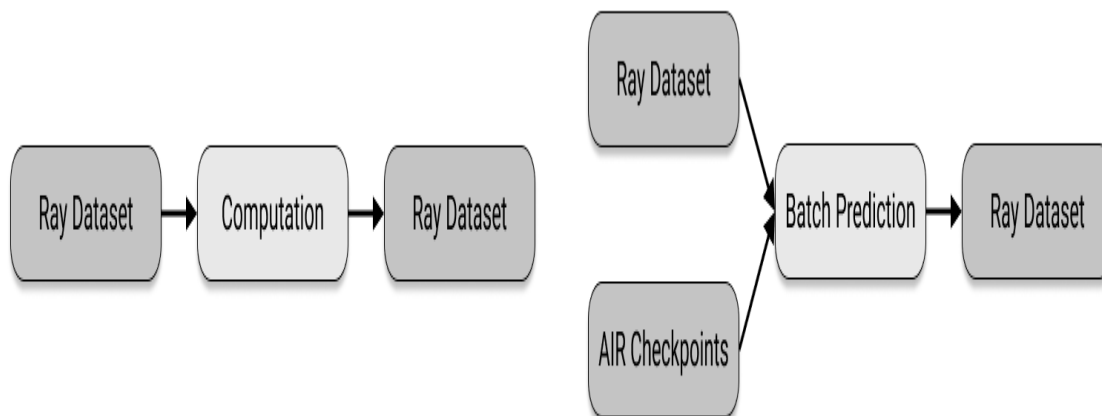 Ray Dataset
Computation
Ray Dataset
Ray Dataset
AIR Checkpoints
Batch Prediction
Ray Dataset